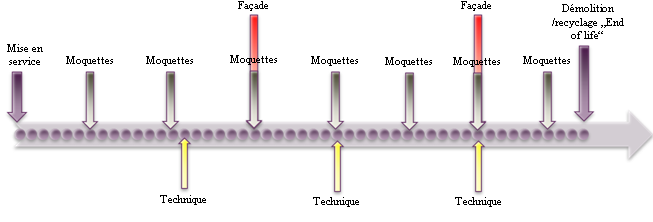 Façade
Façade
Démolition
/recyclage „End
of life“
Mise en
service
Moquettes
Moquettes
Moquettes
Moquettes
Moquettes
Moquettes
Moquettes
Technique
Technique
Technique